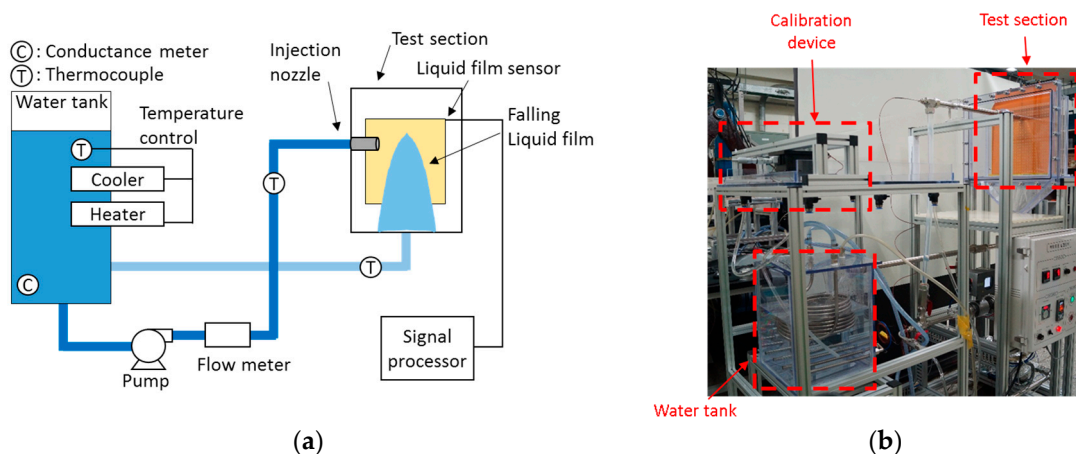 (C) : Conductance meter
(T) : Thermocouple
Water tank
T
Temperature
control
Cooler
Heater
C
Pump
Flow meter
T
T
Injection
nozzle
Test section
Liquid film sensor
Falling
Liquid film
Signal
processor
(a)
Calibration
device
Test section
Water tank
(b)